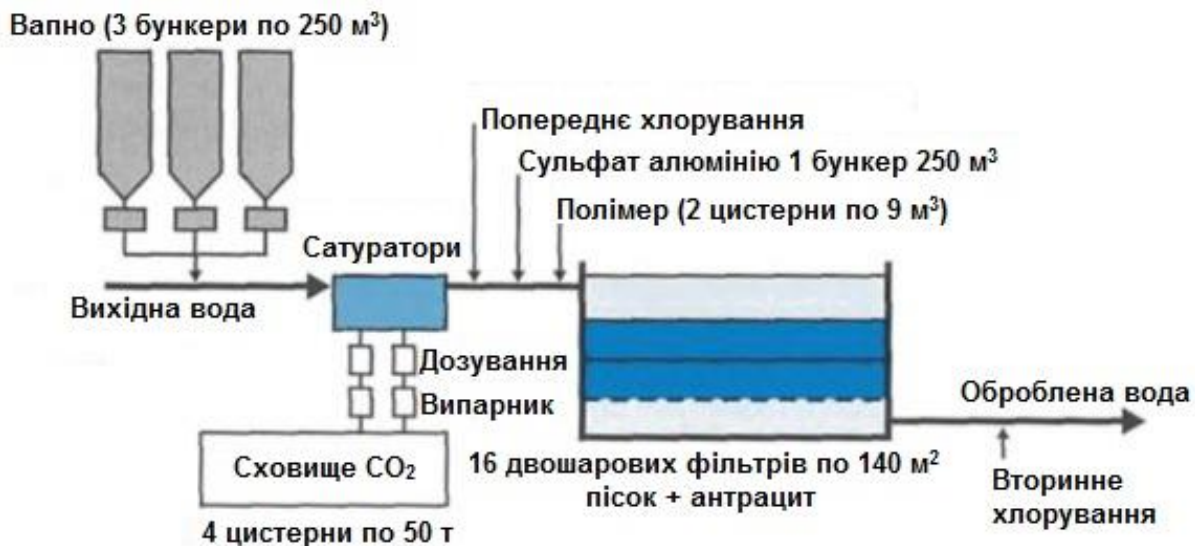 Вапно (3 бункери по 250 м³)
Попереднє хлорування
Сульфат алюмінію 1 бункер 250 м³
Полімер (2 цистерни по 9 м³)
Сатуратори
Вихідна вода
Дозування
Випарник
Оброблена вода
Сховище CO₂
16 двошарових фільтрів по 140 м²
пісок + антрацит
Вторинне
хлорування
4 цистерни по 50 т